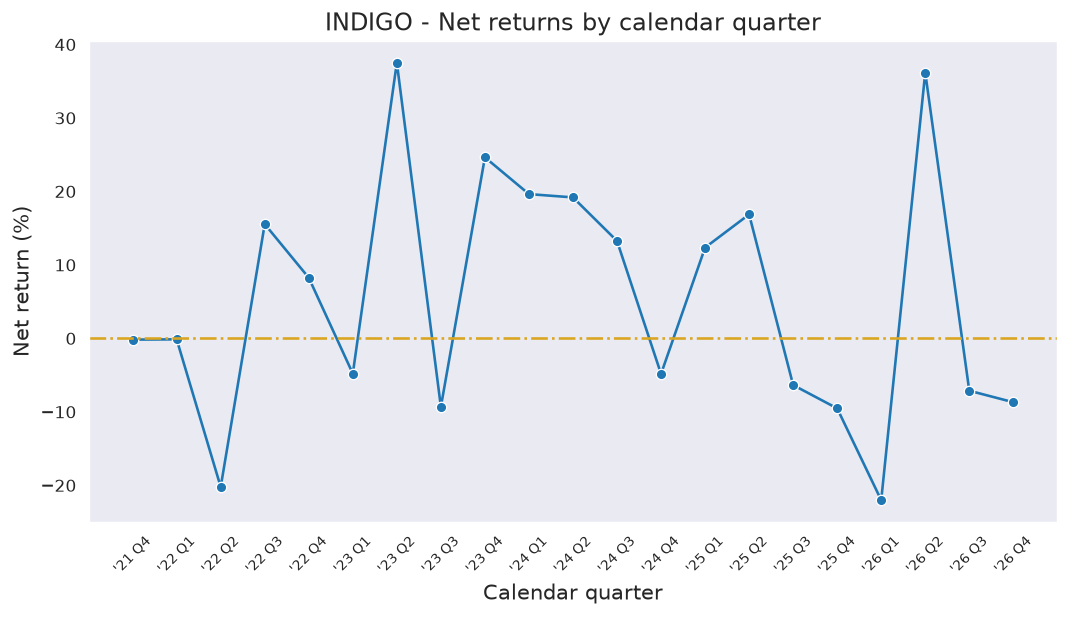 INDIGO - Net returns by calendar quarter
Net return (%)
40
30
20
10
0
−10
−20
'21 Q4
'22 Q1
'22 Q2
'22 Q3
'22 Q4
'23 Q1
'23 Q2
'23 Q3
'23 Q4
'24 Q1
'24 Q2
'24 Q3
'24 Q4
'25 Q1
'25 Q2
'25 Q3
'25 Q4
'26 Q1
'26 Q2
'26 Q3
'26 Q4
Calendar quarter